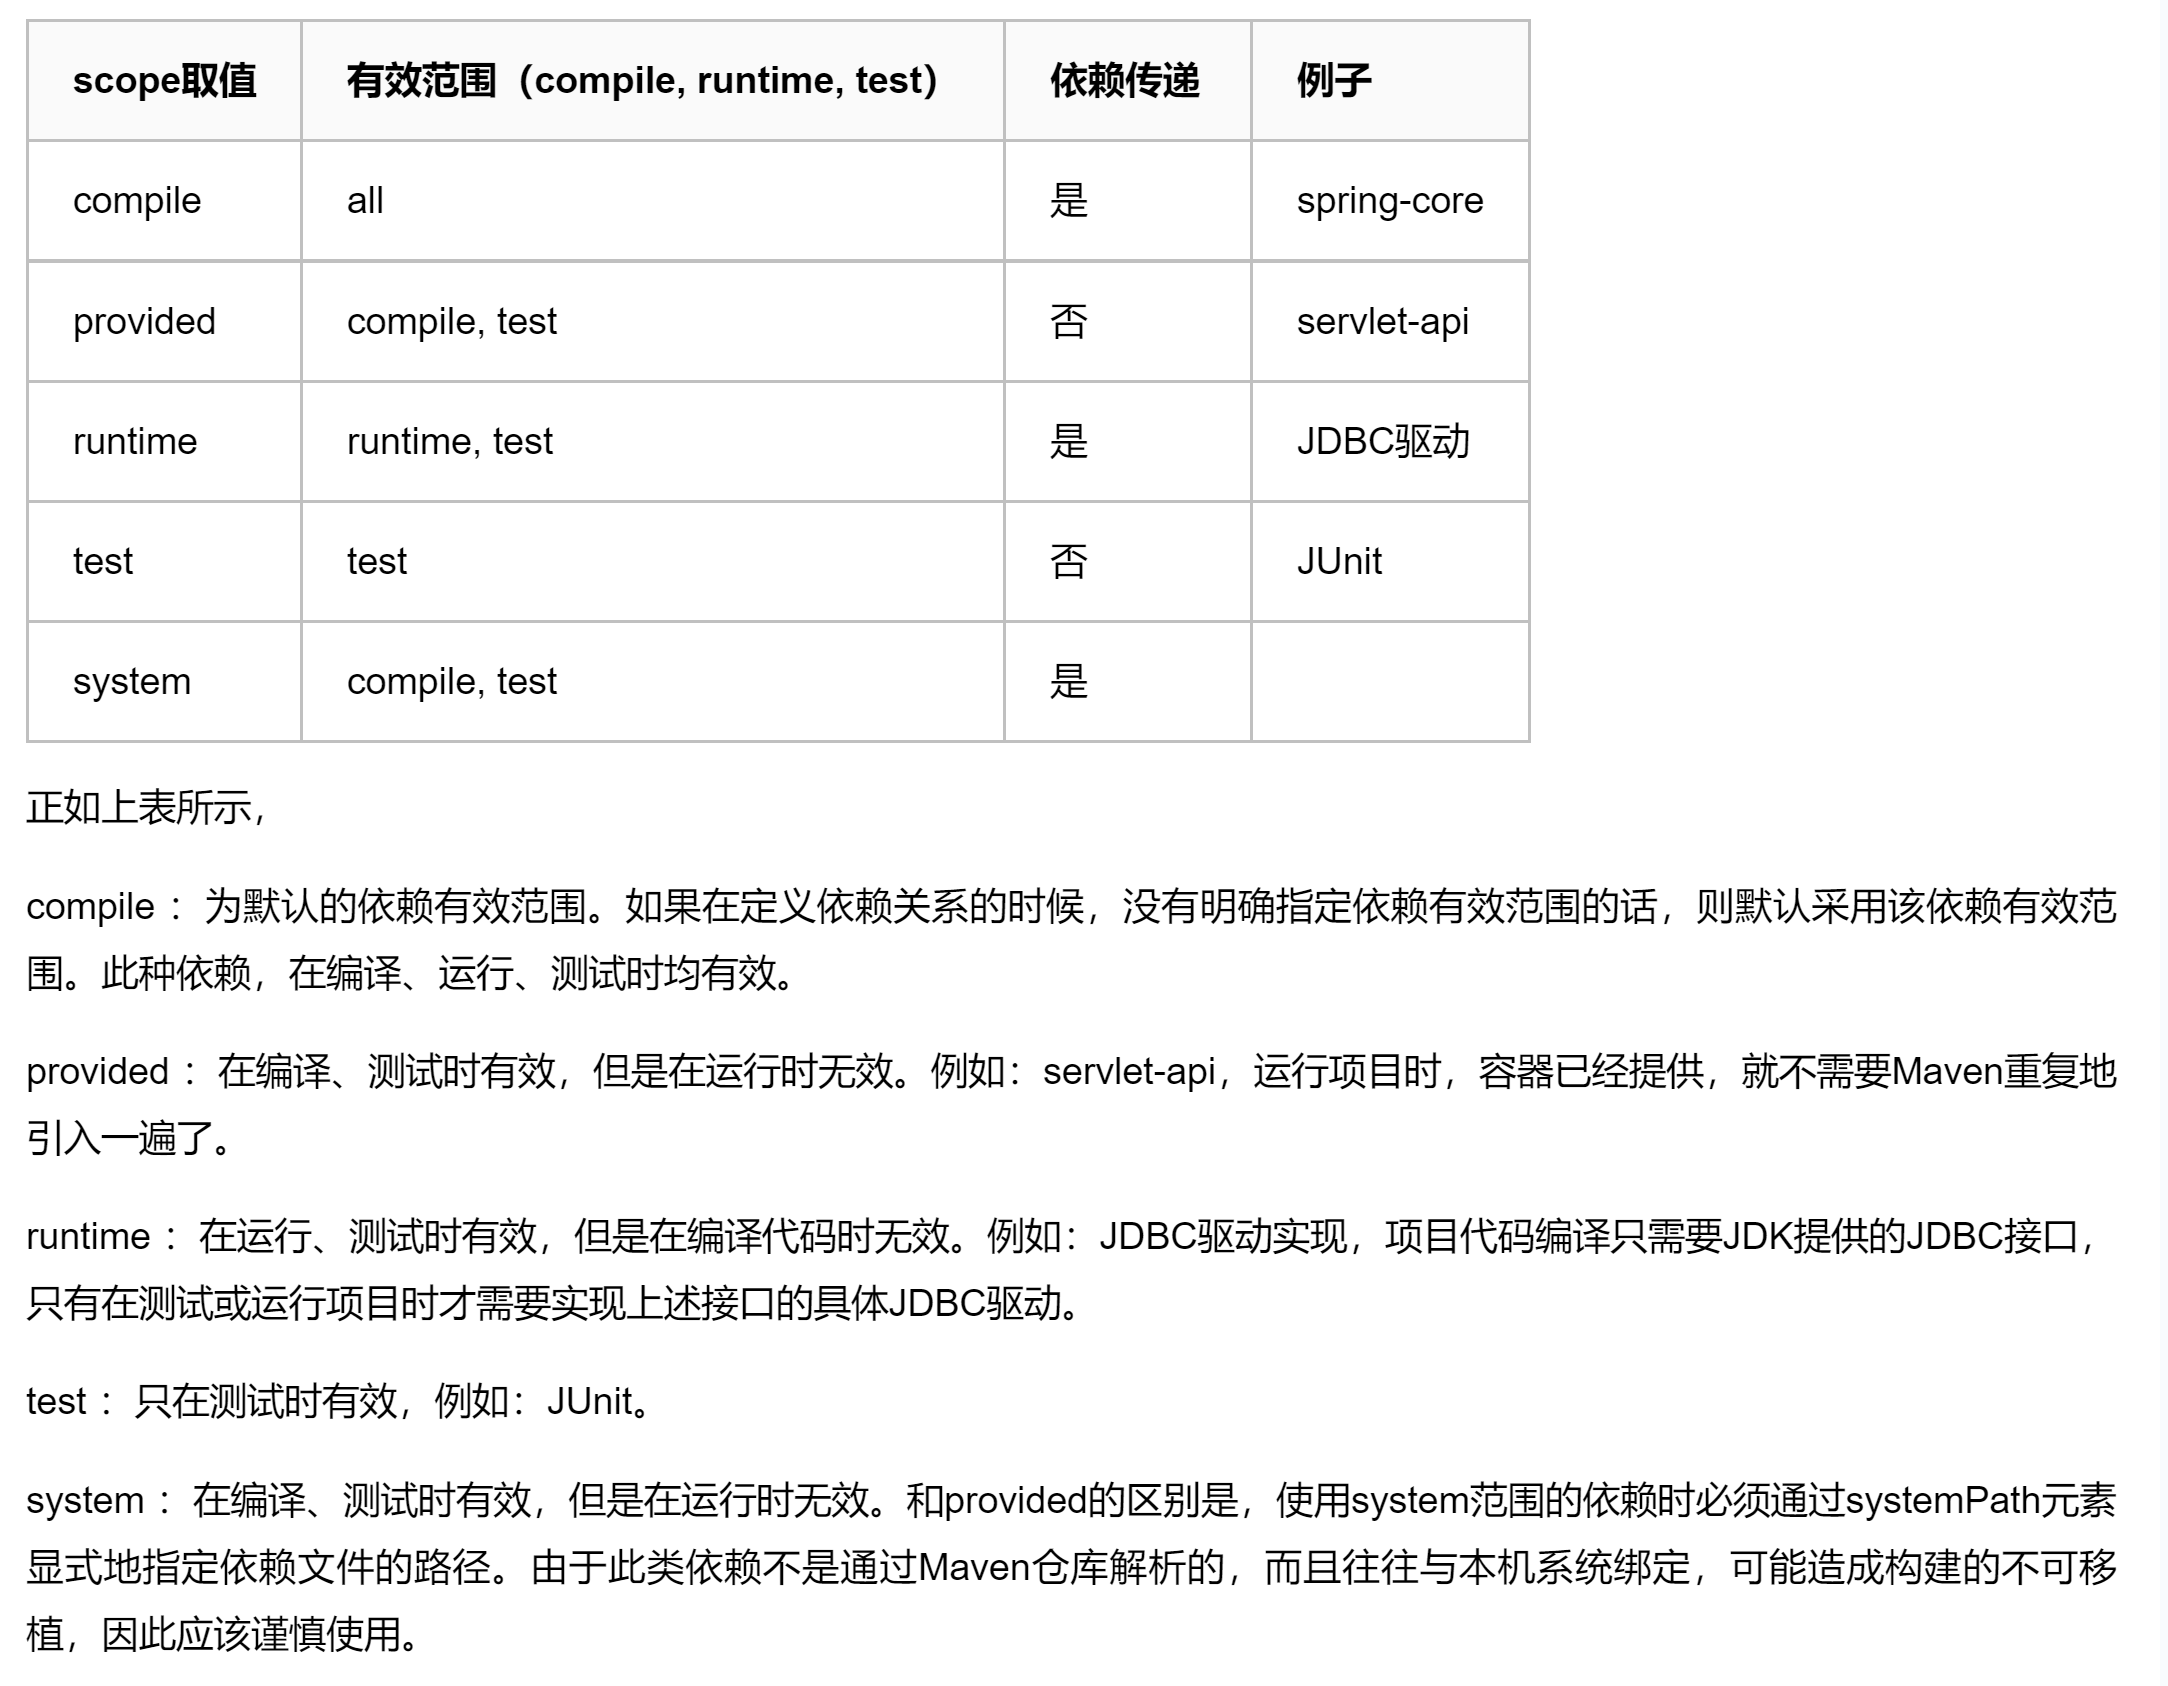 scope取值 有效范围（compile, runtime, test） 依赖传递 例子
compile all 是 spring-core
provided compile, test 否 servlet-api
runtime runtime, test 是 JDBC驱动
test test 否 JUnit
system compile, test 是
正如上表所示，
compile ：为默认的依赖有效范围。如果在定义依赖关系的时候，没有明确指定依赖有效范围的话，则默认采用该依赖有效范
围。此种依赖，在编译、运行、测试时均有效。
provided ：在编译、测试时有效，但是在运行时无效。例如：servlet-api，运行项目时，容器已经提供，就不需要Maven重复地
引入一遍了。
runtime ：在运行、测试时有效，但是在编译代码时无效。例如：JDBC驱动实现，项目代码编译只需要JDK提供的JDBC接口，
只有在测试或运行项目时才需要实现上述接口的具体JDBC驱动。
test ：只在测试时有效，例如：JUnit。
system ：在编译、测试时有效，但是在运行时无效。和provided的区别是，使用system范围的依赖时必须通过systemPath元素
显式地指定依赖文件的路径。由于此类依赖不是通过Maven仓库解析的，而且往往与本机系统绑定，可能造成构建的不可移
植，因此应该谨慎使用。